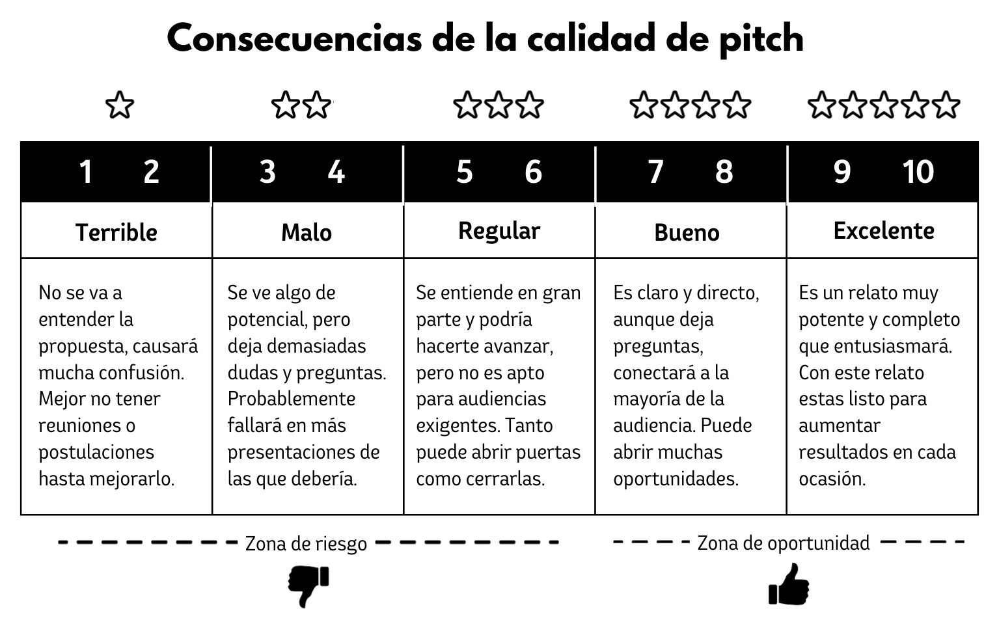 Consecuencias de la calidad de pitch
1 2
3 4
5 6
7 8
9 10
Terrible
Malo
Regular
Bueno
Excelente
No se va a
entender la
propuesta, causará
mucha confusión.
Mejor no tener
reuniones o
postulaciones
hasta mejorarlo.
Se ve algo de
potencial, pero
deja demasiadas
dudas y preguntas.
Probablemente
fallará en más
presentaciones de
las que debería.
Se entiende en gran
parte y podría
hacerte avanzar,
pero no es apto
para audiencias
exigentes. Tanto
puede abrir puertas
como cerrarlas.
Es claro y directo,
aunque deja
preguntas,
conectará a la
mayoría de la
audiencia. Puede
abrir muchas
oportunidades.
Es un relato muy
potente y completo
que entusiasmará.
Con este relato
estas listo para
aumentar
resultados en cada
ocasión.
Zona de riesgo
Zona de oportunidad